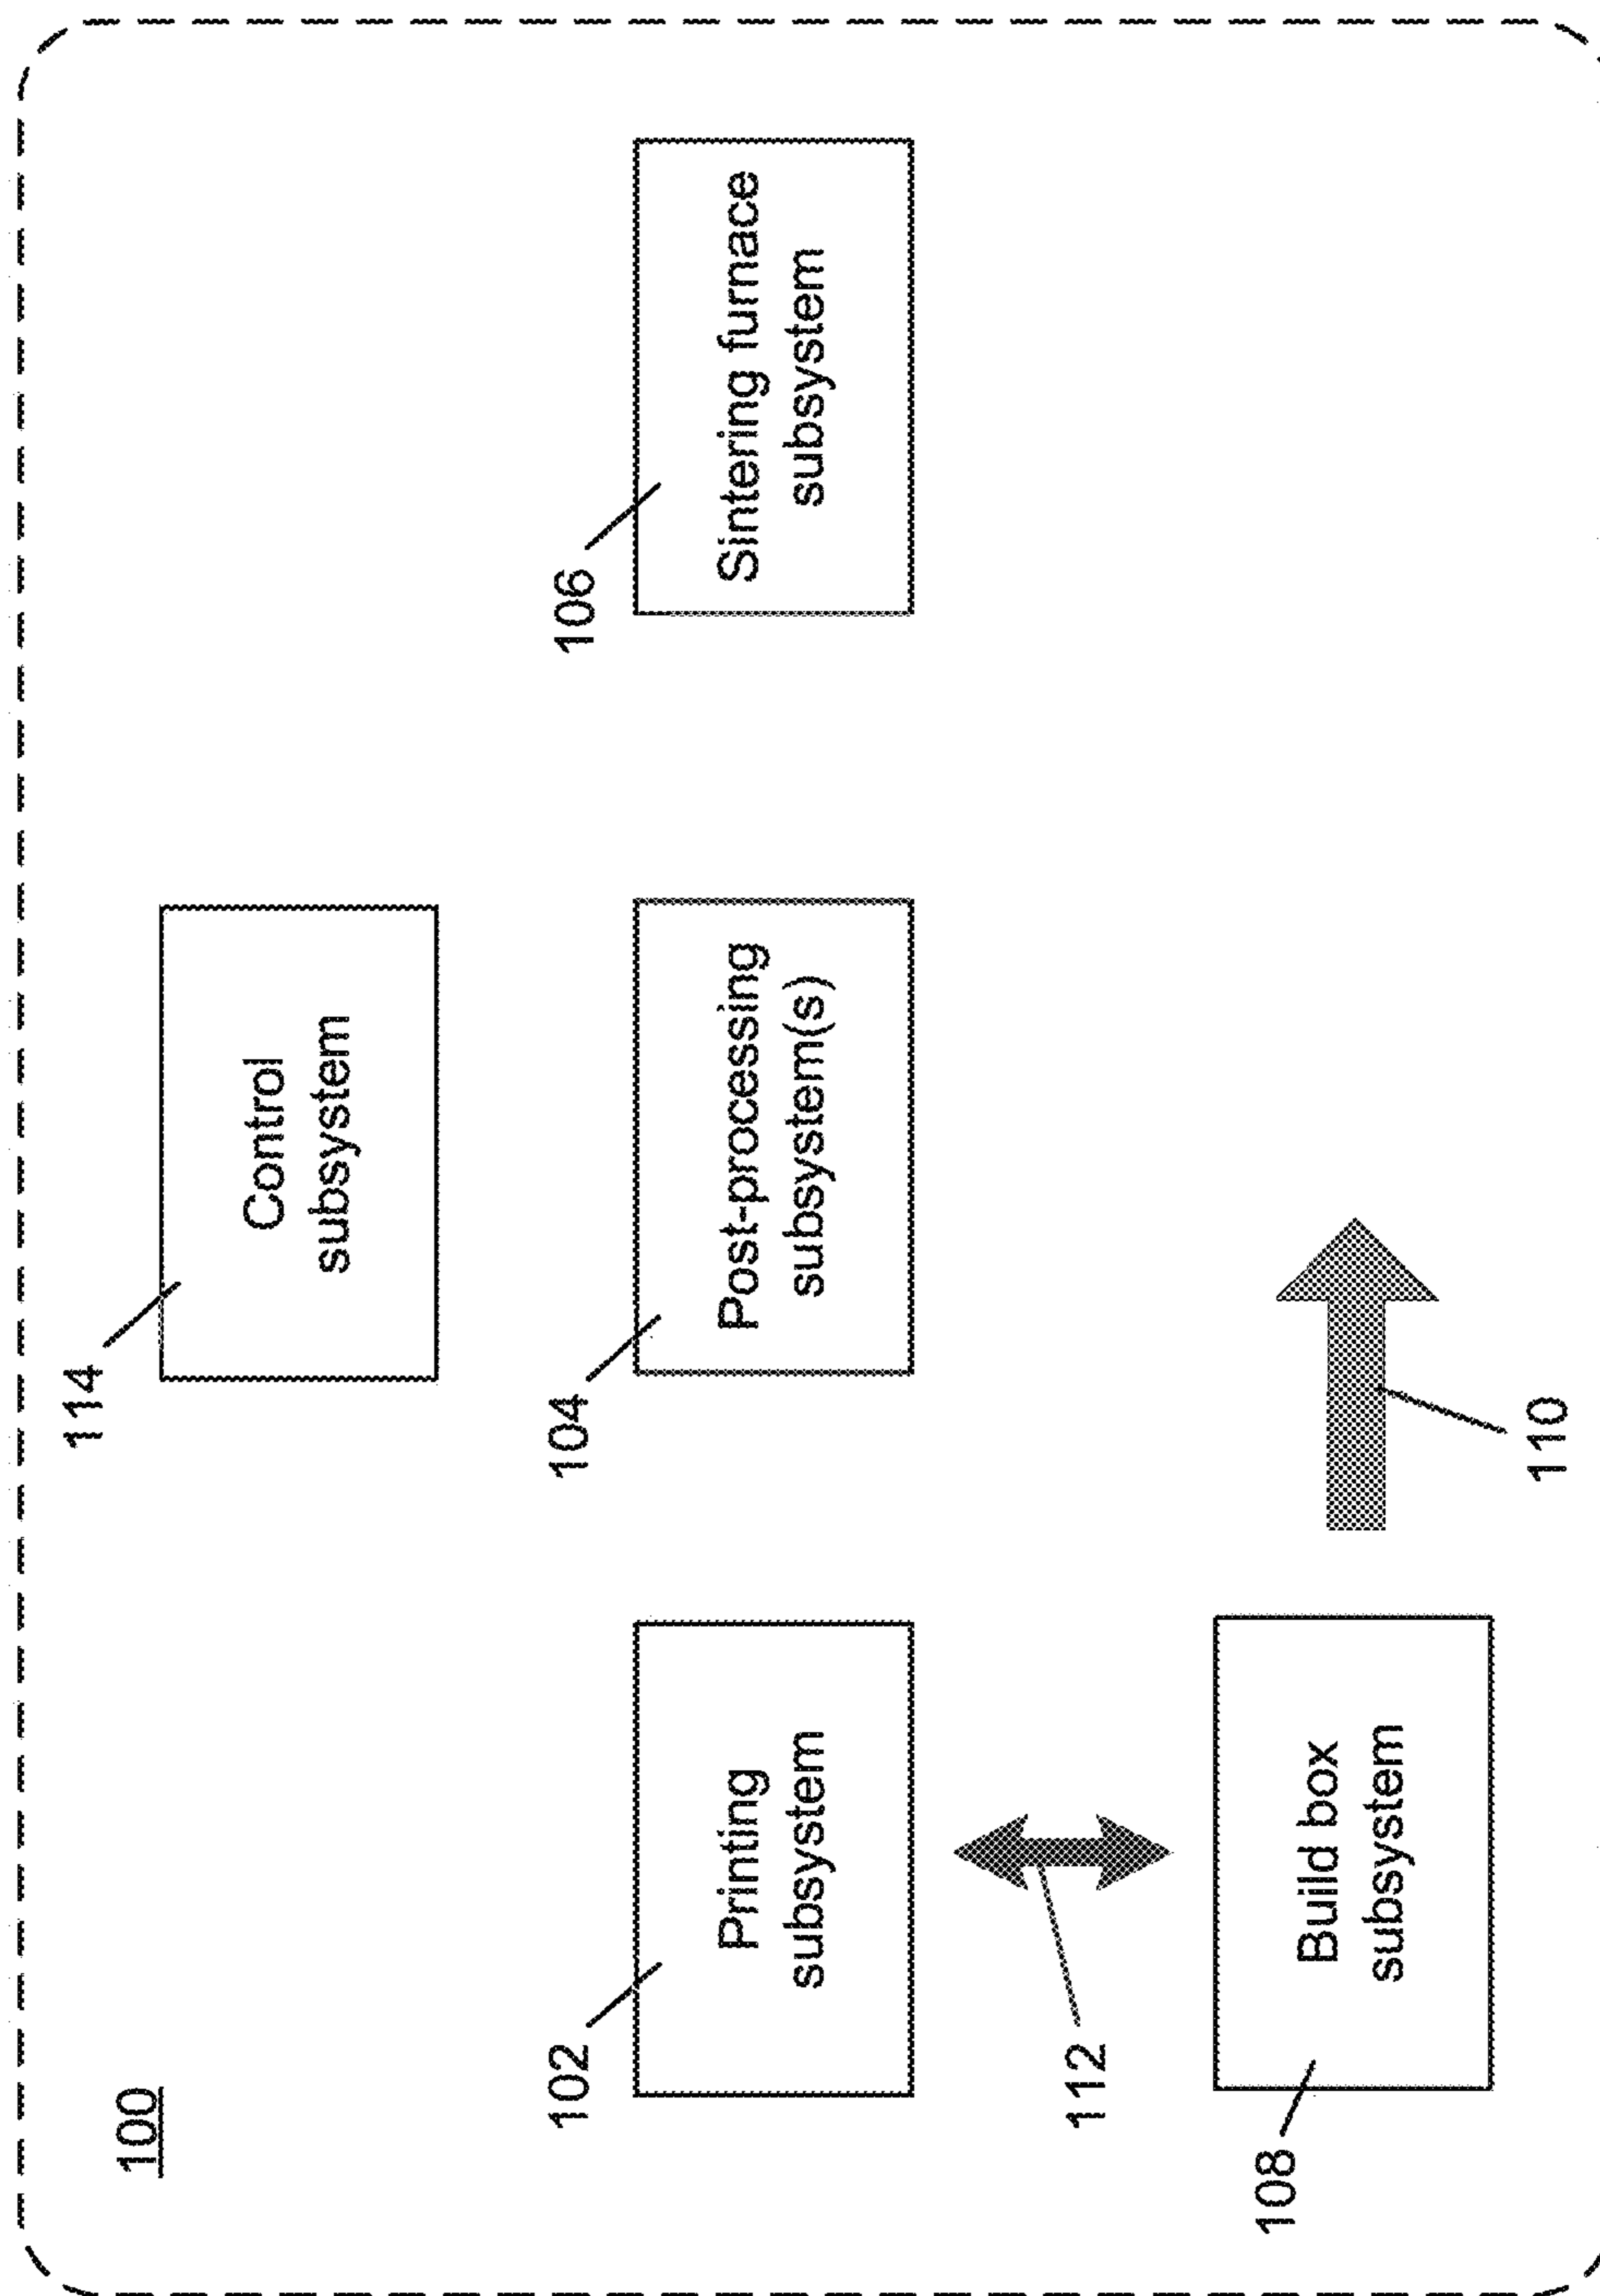 100
114
Control
subsystem
102
Printing
subsystem
104
Post-processing
subsystem(s)
106
Sintering furnace
subsystem
112
108
Build box
subsystem
110